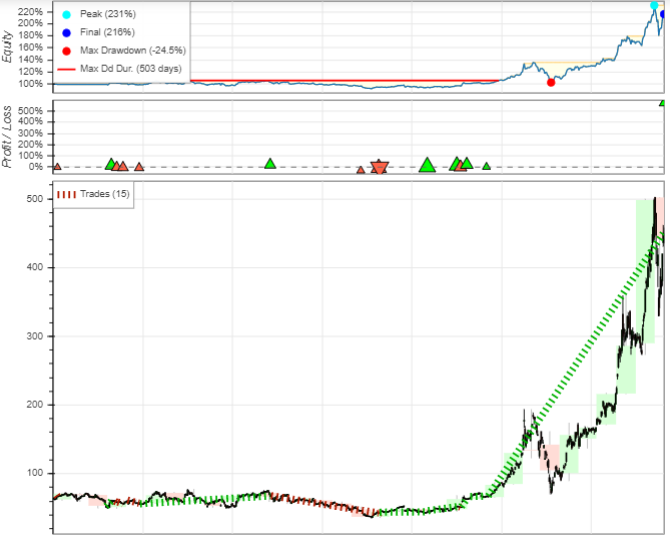 220%
200%
180%
160%
140%
120%
100%
Equity
Peak (231%)
Final (216%)
Max Drawdown (-24.5%)
Max Dd Dur. (503 days)
500%
400%
300%
200%
100%
0%
Profit / Loss
Trades (15)
500
400
300
200
100